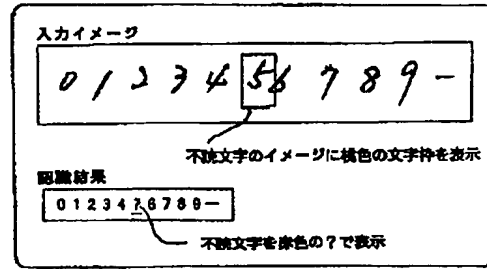 入力イメージ
0 1 2 3 4 5 6 7 8 9 −
不読文字のイメージに桃色の文字枠を表示
認識結果
0 1 2 3 4 ? 6 7 8 9 −
不読文字を 色の?で表示